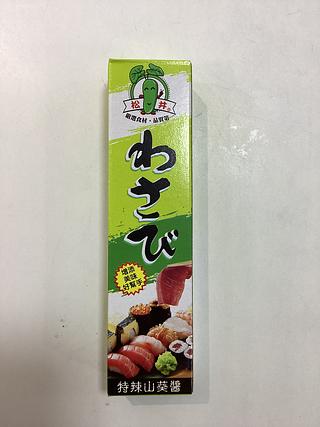 松井®
嚴選食材・品質第一
わさび
增添
美味
好幫手
特辣山葵醬